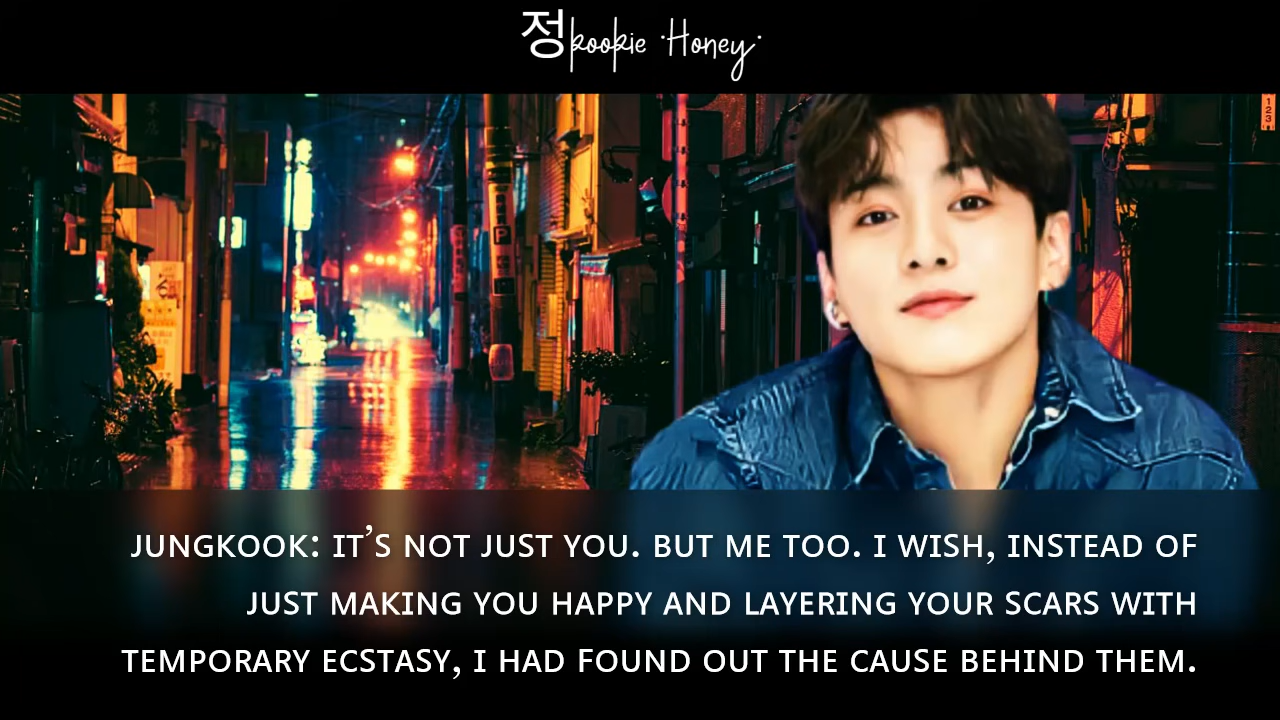 정kookie Honey
JUNGKOOK: IT’S NOT JUST YOU. BUT ME TOO. I WISH, INSTEAD OF
JUST MAKING YOU HAPPY AND LAYERING YOUR SCARS WITH
TEMPORARY ECSTASY, I HAD FOUND OUT THE CAUSE BEHIND THEM.